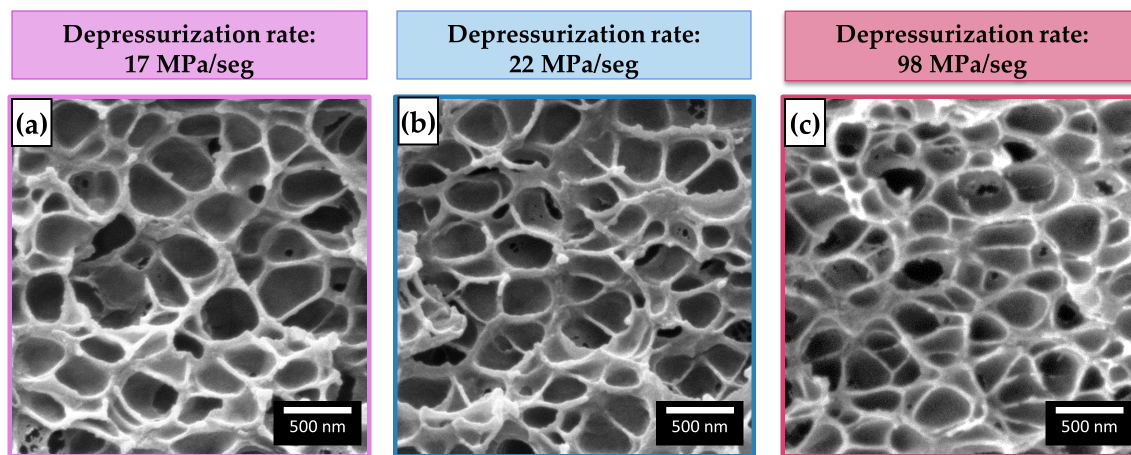 Depressurization rate:
17 MPa/seg
Depressurization rate:
22 MPa/seg
Depressurization rate:
98 MPa/seg
(a)
(b)
(c)
500 nm
500 nm
500 nm